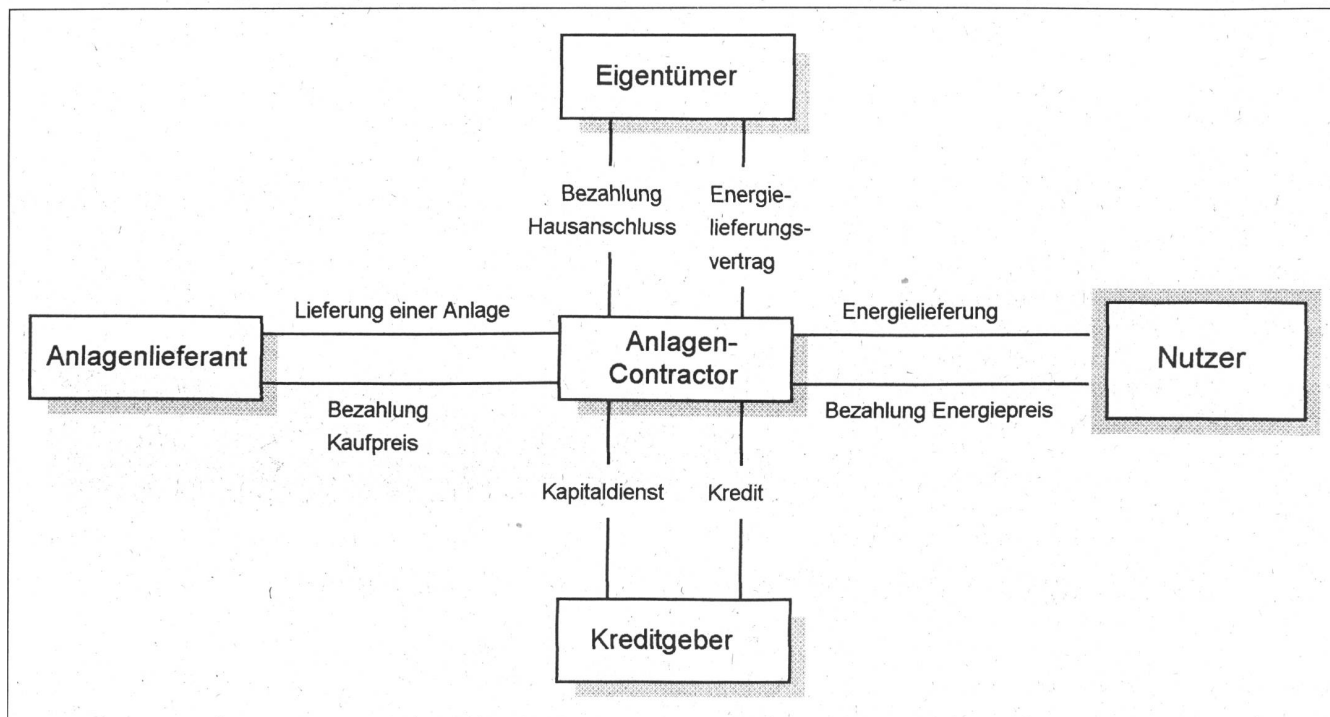 Eigentümer
Bezahlung
Hausanschluss
Energie-
lieferungs-
vertrag
Lieferung einer Anlage
Energielieferung
Anlagenlieferant
Anlagen-
Contractor
Nutzer
Bezahlung
Kaufpreis
Bezahlung Energiepreis
Kapitaldienst
Kredit
Kreditgeber